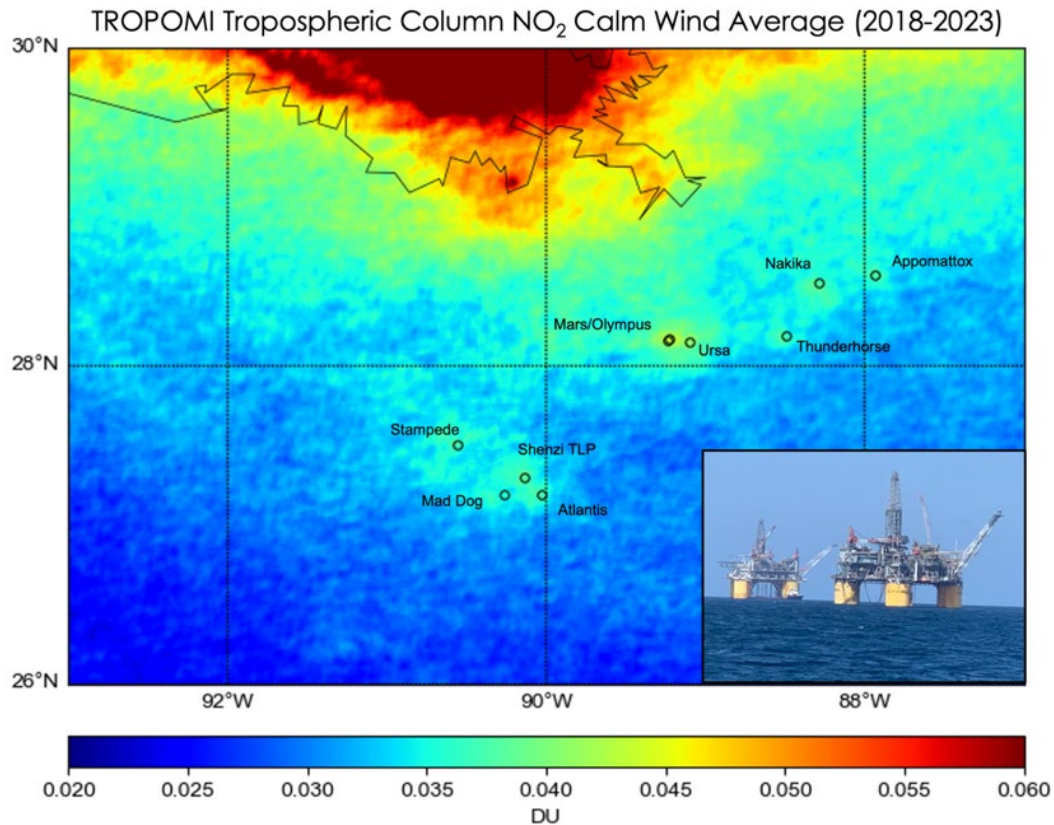 TROPOMI Tropospheric Column NO₂ Calm Wind Average (2018-2023)
30°N
Nakika
Appomattox
Mars/Olympus
Ursa
Thunderhorse
28°N
Stampede
Shenzi TLP
Mad Dog
Atlantis
26°N
92°W 90°W 88°W
0.020 0.025 0.030 0.035 0.040 0.045 0.050 0.055 0.060
DU